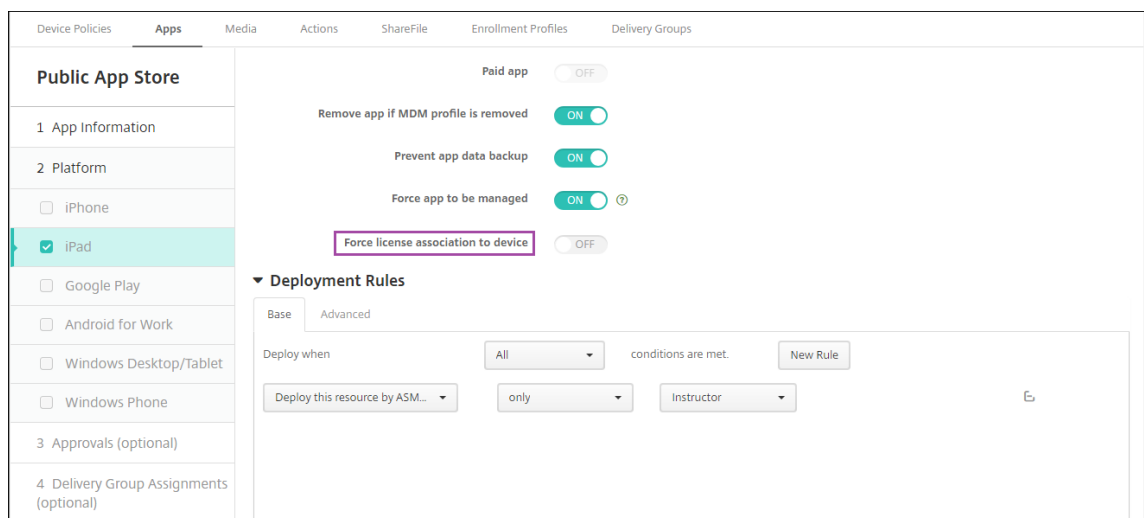 Device Policies Apps Media Actions ShareFile Enrollment Profiles Delivery Groups
Public App Store
1 App Information
2 Platform
iPhone
iPad
Google Play
Android for Work
Windows Desktop/Tablet
Windows Phone
3 Approvals (optional)
4 Delivery Group Assignments
(optional)
Paid app OFF
Remove app if MDM profile is removed ON
Prevent app data backup ON
Force app to be managed ON ?
Force license association to device OFF
Deployment Rules
Base Advanced
Deploy when All conditions are met. New Rule
Deploy this resource by ASM... only Instructor